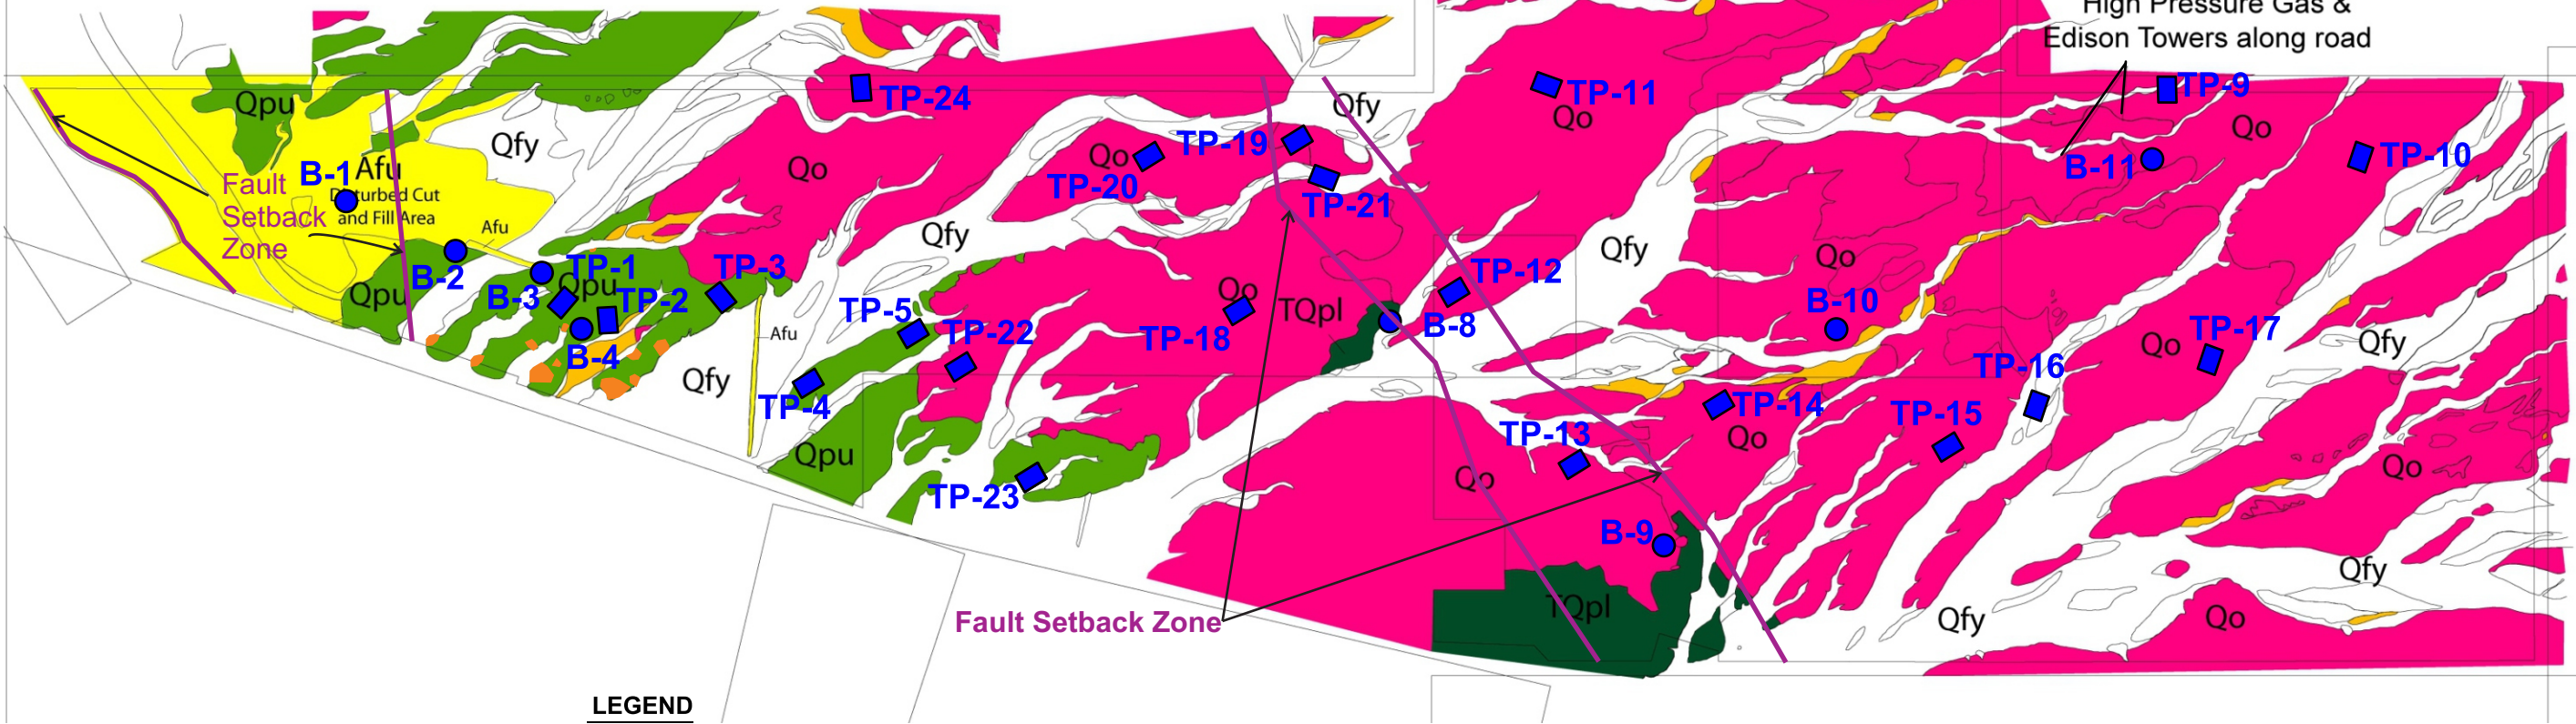 High Pressure Gas &
Edison Towers along road
TP-9
TP-11
TP-24
Qpu
Qfy
Qo
Qo
Qfy
TP-19
Qo
TP-20
TP-10
B-11
Afu
B-1
Disturbed Cut
and Fill Area
Fault
Setback
Zone
Qo
TP-21
Afu
Qfy
Qfy
Qo
B-2
TP-1
TP-3
Qpu
Qpu
B-3
TP-2
TP-12
Qo
TQpl
B-10
TP-5
TP-22
TP-18
B-8
Afu
TP-17
Qo
Qfy
B-4
Qfy
TP-4
TP-16
TP-14
TP-15
TP-13
Qo
Qpu
Qo
Qo
TP-23
B-9
Qfy
TQpl
Fault Setback Zone
Qfy
Qo
LEGEND